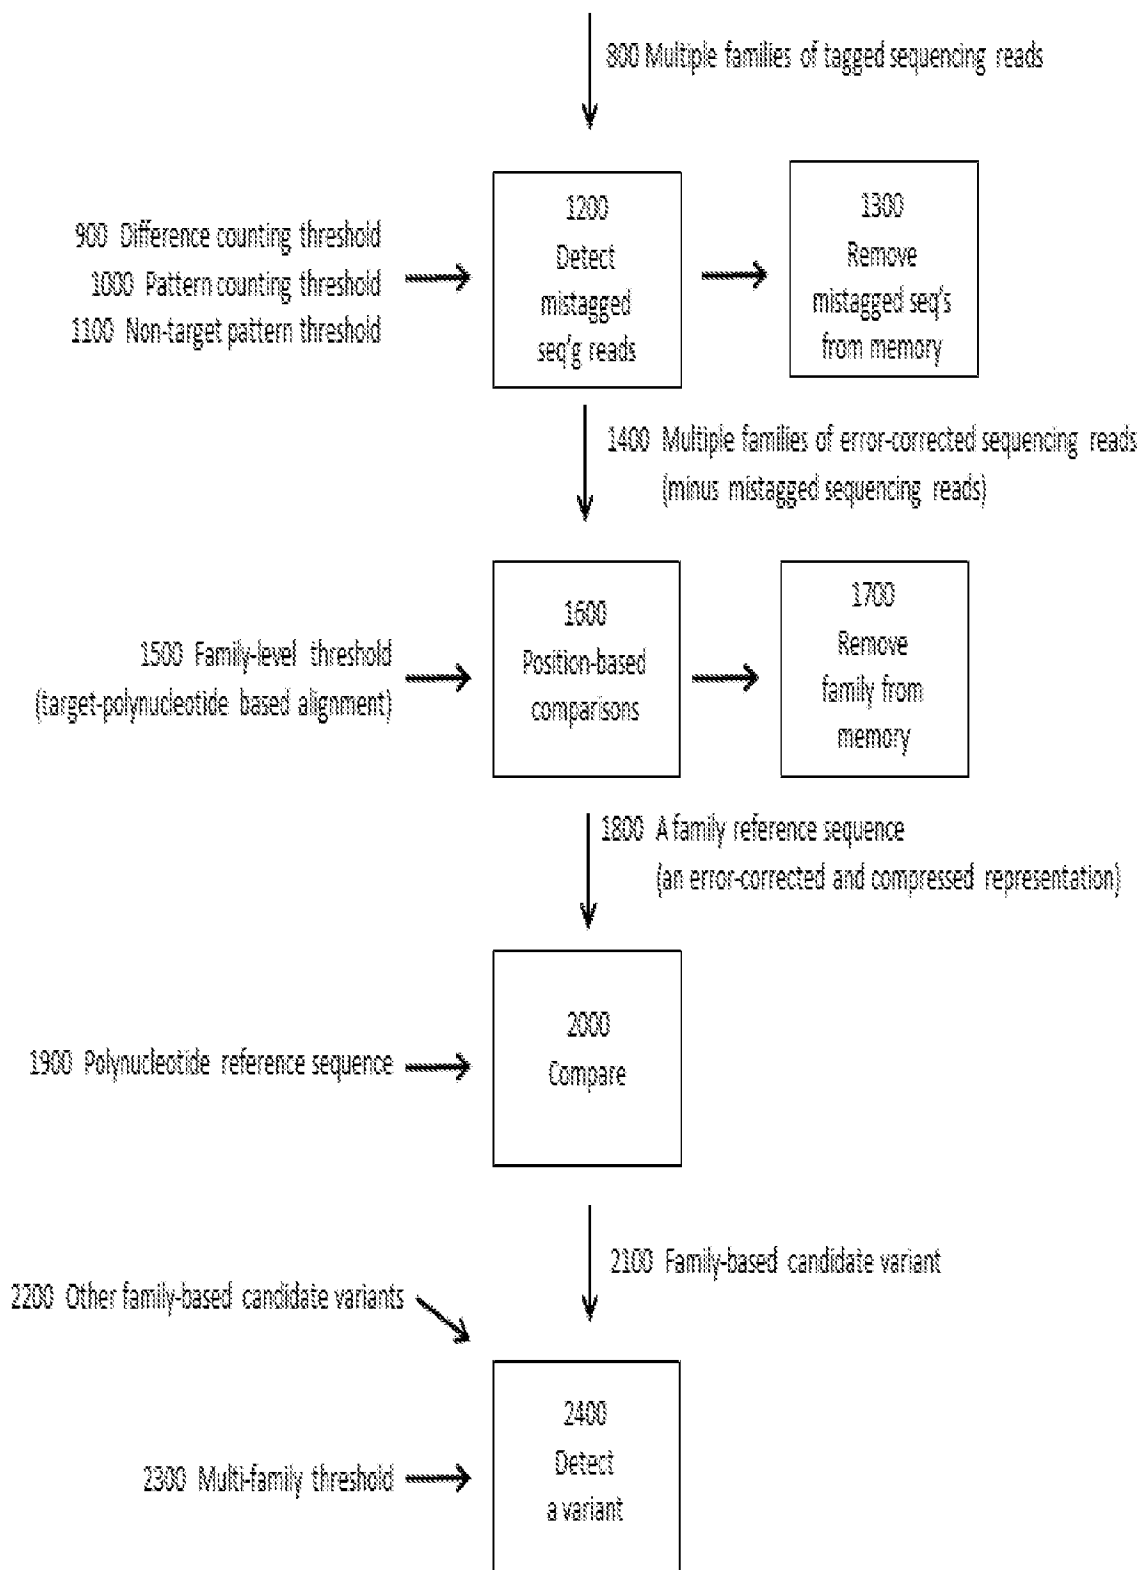 800 Multiple families of tagged sequencing reads
900 Difference counting threshold
1000 Pattern counting threshold
1100 Non-target pattern threshold
1200
Detect
mistagged
seq'g reads
1300
Remove
mistagged seq's
from memory
1400 Multiple families of error-corrected sequencing reads
(minus mistagged sequencing reads)
1500 Family-level threshold
(target-polynucleotide based alignment)
1600
Position-based
comparisons
1700
Remove
family from
memory
1800 A family reference sequence
(an error-corrected and compressed representation)
1900 Polynucleotide reference sequence
2000
Compare
2100 Family-based candidate variant
2200 Other family-based candidate variants
2300 Multi-family threshold
2400
Detect
a variant